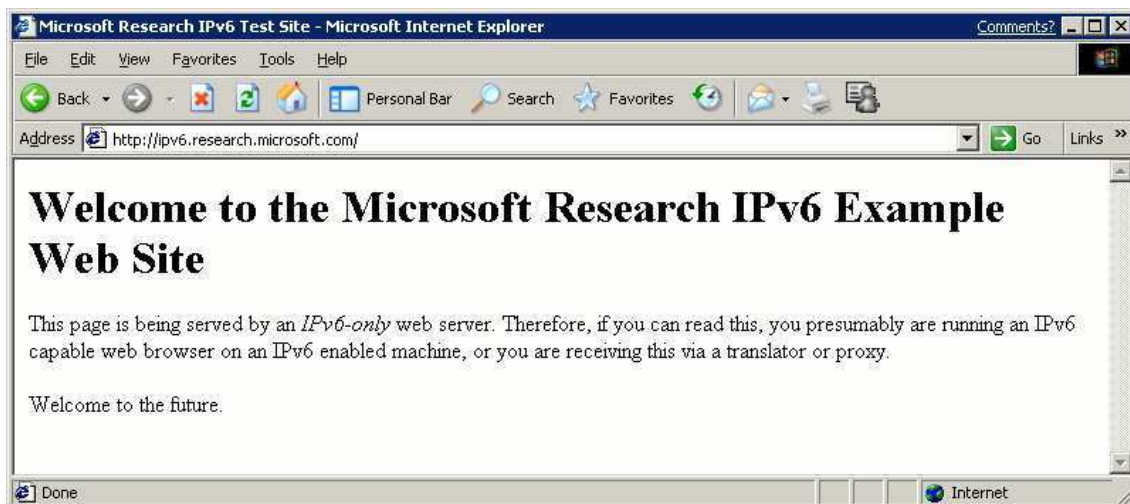 Microsoft Research IPv6 Test Site - Microsoft Internet Explorer Comments?
File Edit View Favorites Tools Help
Back Personal Bar Search Favorites
Address http://ipv6.research.microsoft.com/ Go Links »
Welcome to the Microsoft Research IPv6 Example
Web Site
This page is being served by an IPv6-only web server. Therefore, if you can read this, you presumably are running an IPv6
capable web browser on an IPv6 enabled machine, or you are receiving this via a translator or proxy.
Welcome to the future.
Done Internet